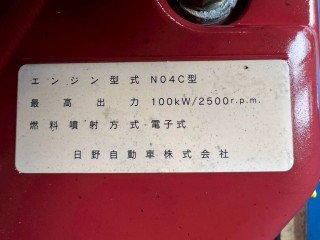 エンジン型式 N04C型
最高出力 100kW/2500r.p.m.
燃料噴射方式 電子式
日野自動車株式会社